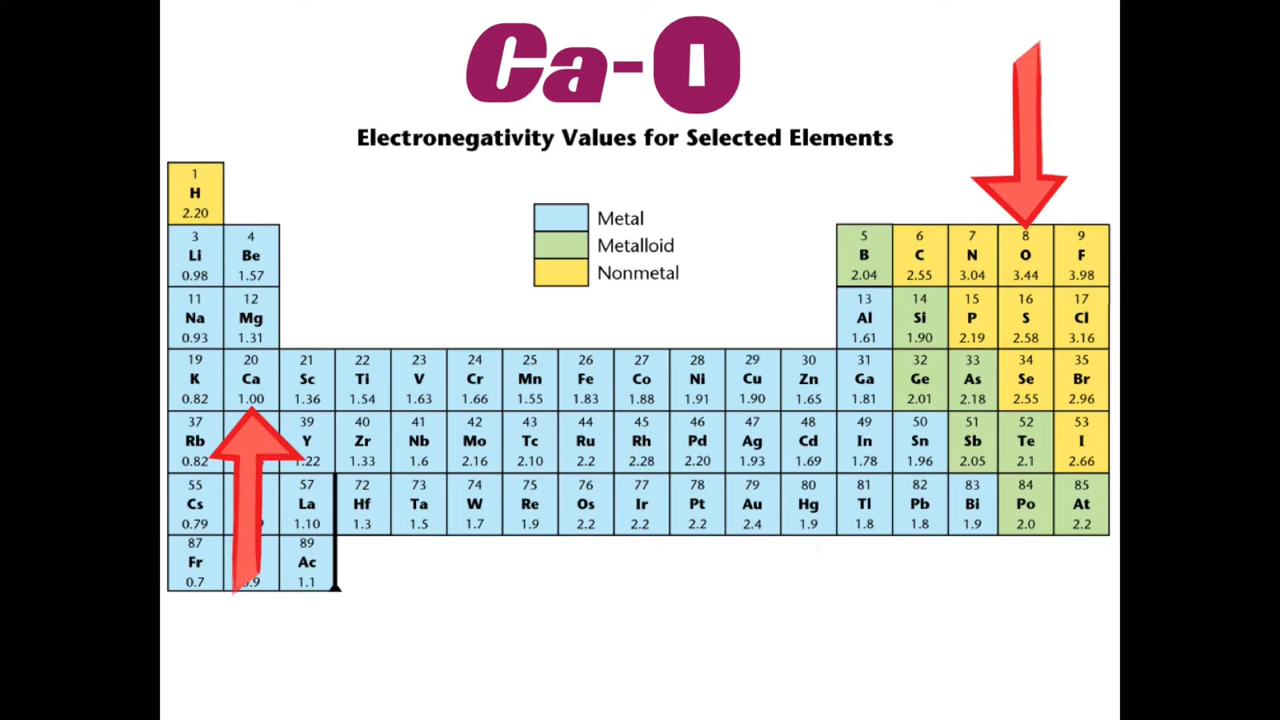 Ca-O
Electronegativity Values for Selected Elements
Metal
Metalloid
Nonmetal
1
H
2.20
3 4 5 6 7 8 9
Li Be B C N O F
0.98 1.57 2.04 2.55 3.04 3.44 3.98
11 12 13 14 15 16 17
Na Mg Al Si P S Cl
0.93 1.31 1.61 1.90 2.19 2.58 3.16
19 20 21 22 23 24 25 26 27 28 29 30 31 32 33 34 35
K Ca Sc Ti V Cr Mn Fe Co Ni Cu Zn Ga Ge As Se Br
0.82 1.00 1.36 1.54 1.63 1.66 1.55 1.83 1.88 1.91 1.90 1.65 1.81 2.01 2.18 2.55 2.96
37 39 40 41 42 43 44 45 46 47 48 49 50 51 52 53
Rb Y Zr Nb Mo Tc Ru Rh Pd Ag Cd In Sn Sb Te I
0.82 1.22 1.33 1.6 2.16 2.10 2.2 2.28 2.20 1.93 1.69 1.78 1.96 2.05 2.1 2.66
55 57 72 73 74 75 76 77 78 79 80 81 82 83 84 85
Cs La Hf Ta W Re Os Ir Pt Au Hg Tl Pb Bi Po At
0.79 1.10 1.3 1.5 1.7 1.9 2.2 2.2 2.2 2.4 1.9 1.8 1.8 1.9 2.0 2.2
87 89
Fr Ac
0.7 0.9 1.1